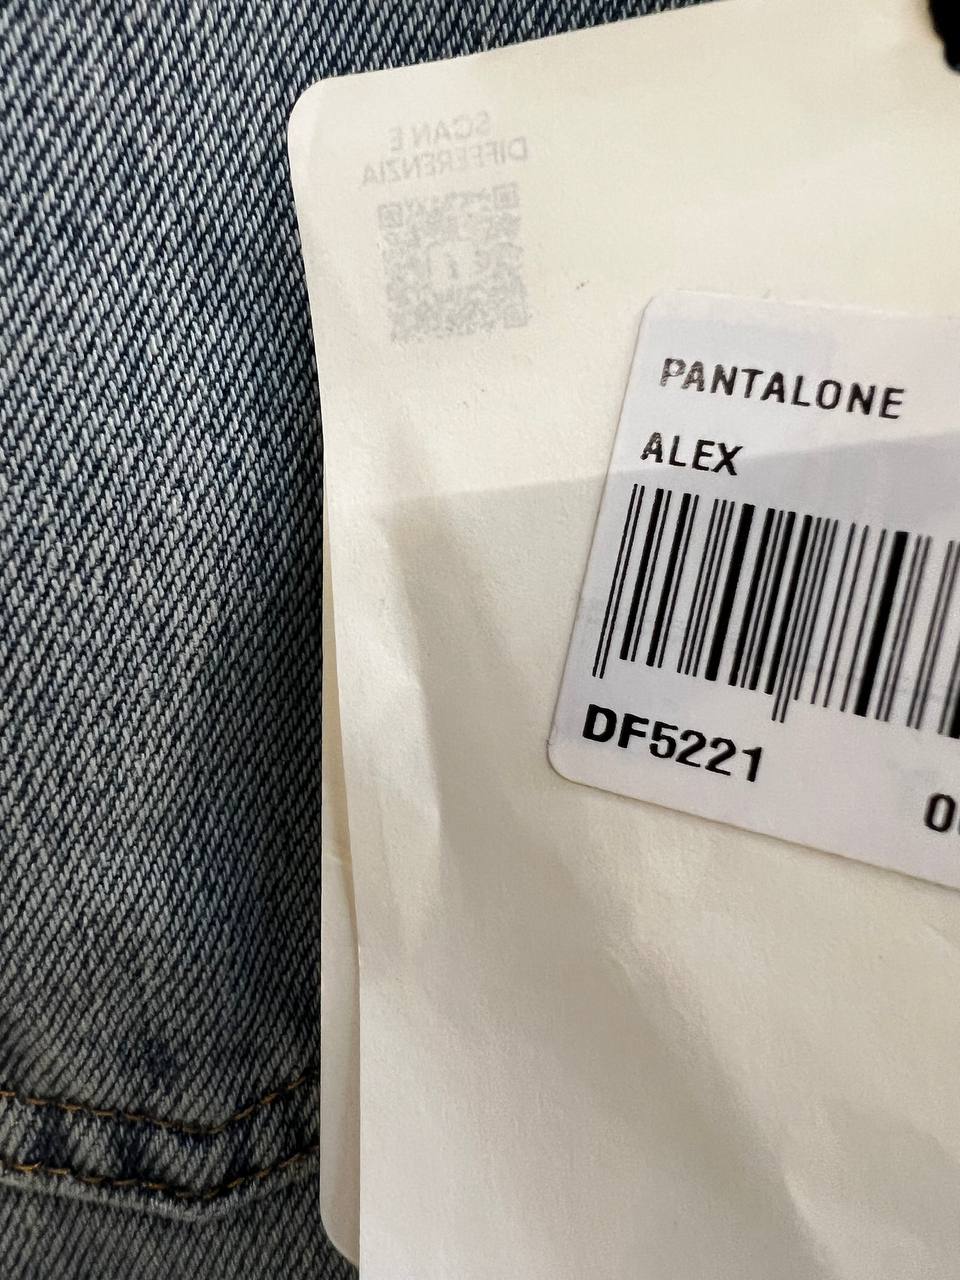 SCAN E
DIFFERENZIA
PANTALONE
ALEX
DF5221